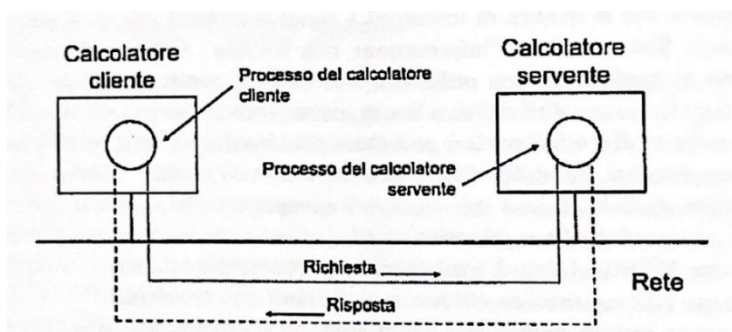 Calcolatore
cliente
Processo del calcolatore
cliente
Calcolatore
servente
Processo del calcolatore
servente
Richiesta
Rete
Risposta